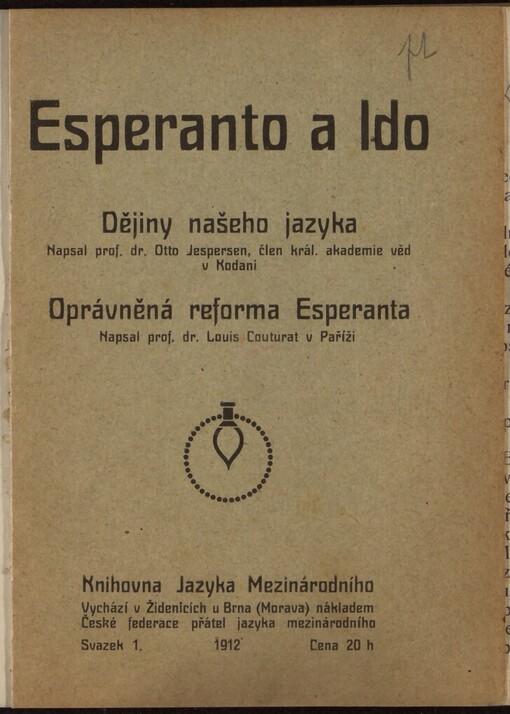 Esperanto a Ido
Dějiny našeho jazyka
Napsal prof. dr. Otto Jespersen, člen král. akademie věd
v Kodani
Oprávněná reforma Esperanta
Napsal prof. dr. Louis Couturat v Paříži
Knihovna Jazyka Mezinárodního
Vychází v Židenicích u Brna (Morava) nákladem
České federace přátel jazyka mezinárodního
Svazek 1. 1912 Cena 20 h